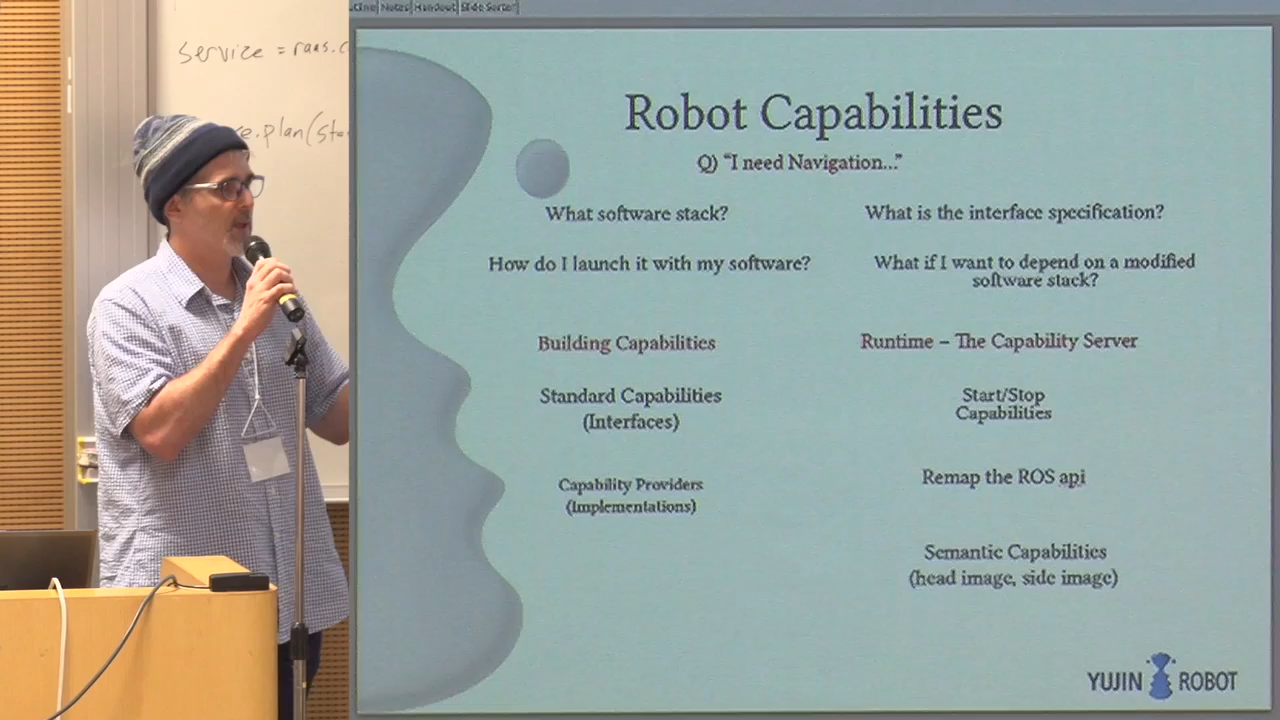 Notes Handout Slide Sorter
service = raas.c
e.plan(sta
Robot Capabilities
Q) “I need Navigation...”
What software stack?
What is the interface specification?
How do I launch it with my software?
What if I want to depend on a modified
software stack?
Building Capabilities
Runtime – The Capability Server
Standard Capabilities
(Interfaces)
Start/Stop
Capabilities
Capability Providers
(Implementations)
Remap the ROS api
Semantic Capabilities
(head image, side image)
YUJIN ROBOT